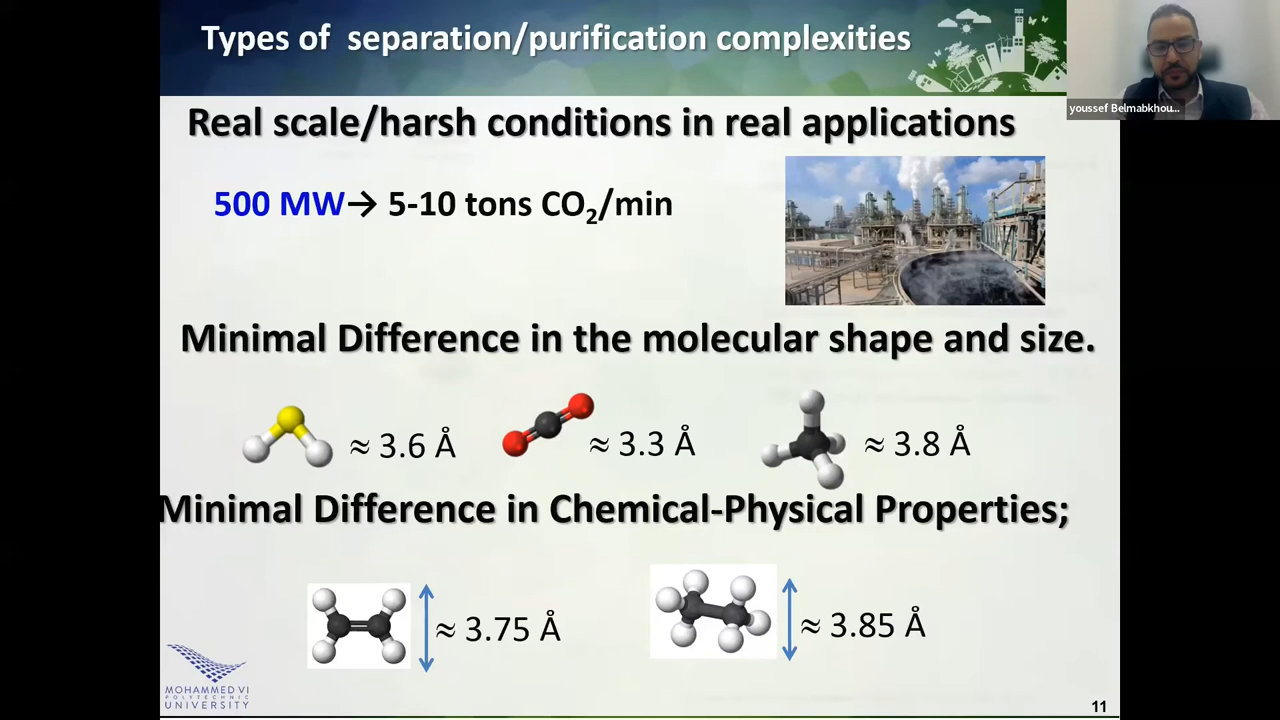 Types of separation/purification complexities
youssef Belmabkhou...
Real scale/harsh conditions in real applications
500 MW→ 5-10 tons CO₂/min
Minimal Difference in the molecular shape and size.
≈ 3.6 Å
≈ 3.3 Å
≈ 3.8 Å
Minimal Difference in Chemical-Physical Properties;
≈ 3.75 Å
≈ 3.85 Å
MOHAMMED VI
POLYTECHNIC
UNIVERSITY
11